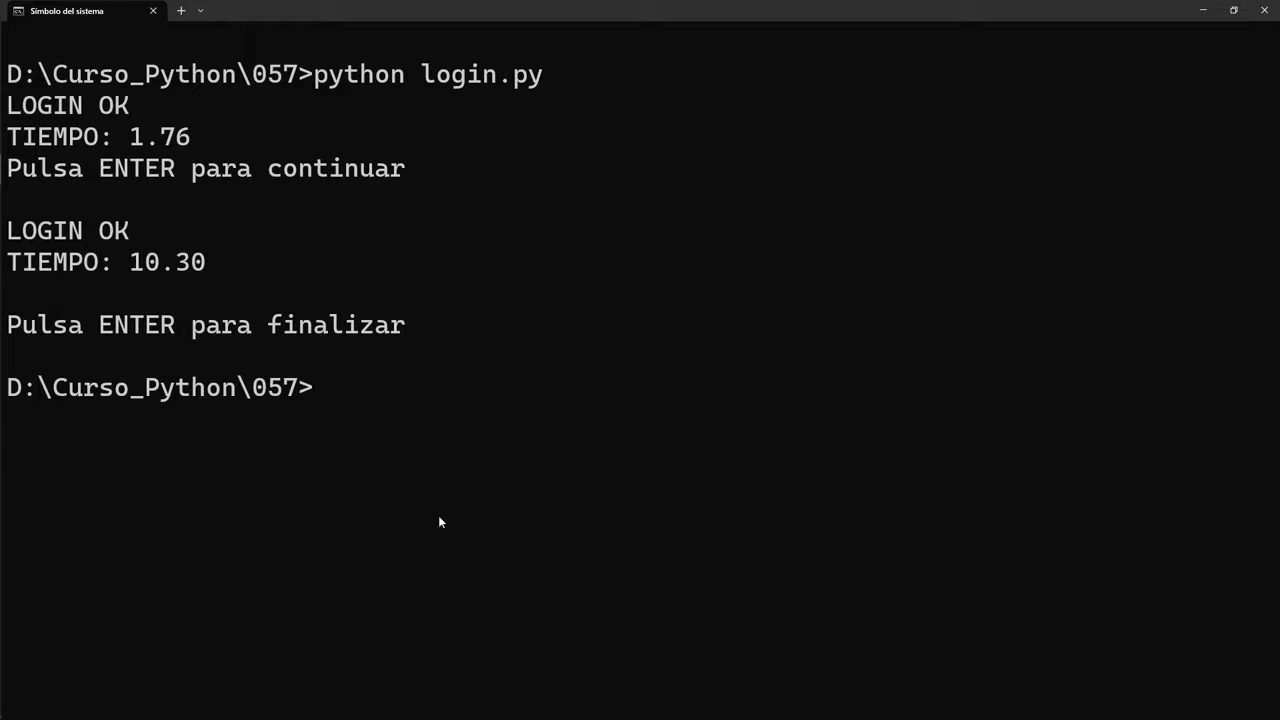 Símbolo del sistema
D:\Curso_Python\057>python login.py
LOGIN OK
TIEMPO: 1.76
Pulsa ENTER para continuar
LOGIN OK
TIEMPO: 10.30
Pulsa ENTER para finalizar
D:\Curso_Python\057>